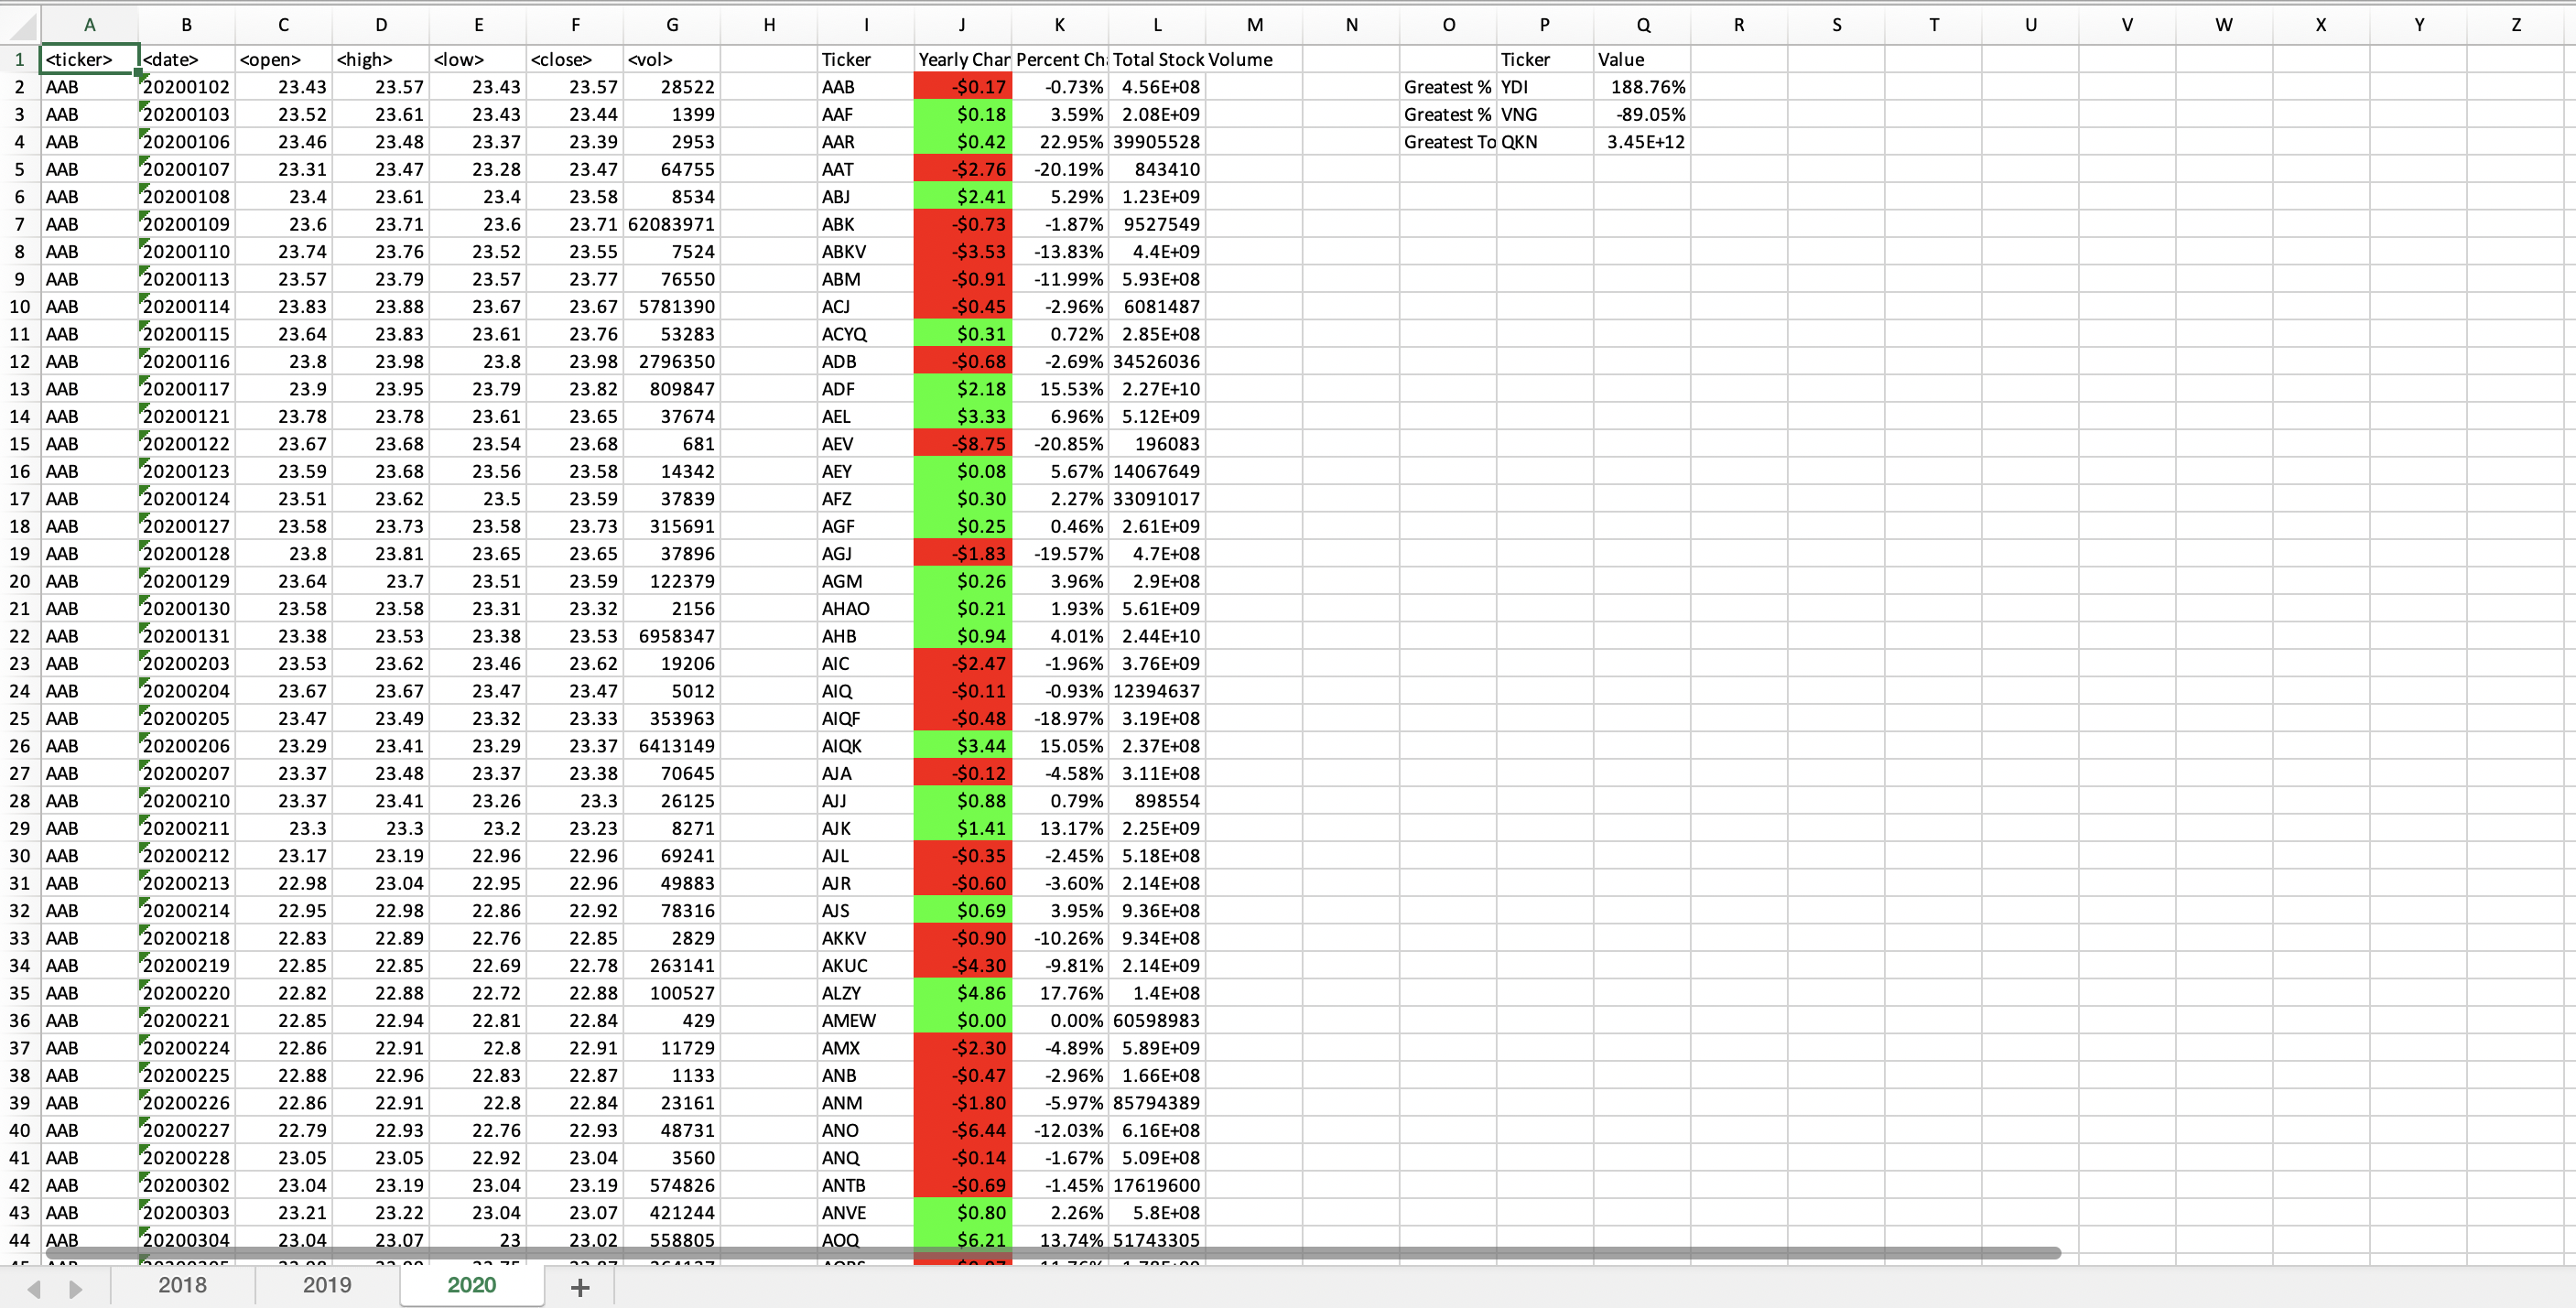 A B C D E F G H I J K L M N O P Q R S T U V W X Y Z
1 <ticker> <date> <open> <high> <low> <close> <vol> Ticker Yearly Char Percent Ch Total Stock Volume Ticker Value
2 AAB 20200102 23.43 23.57 23.43 23.57 28522 AAB -$0.17 -0.73% 4.56E+08 Greatest % YDI 188.76%
3 AAB 20200103 23.52 23.61 23.43 23.44 1399 AAF $0.18 3.59% 2.08E+09 Greatest % VNG -89.05%
4 AAB 20200106 23.46 23.48 23.37 23.39 2953 AAR $0.42 22.95% 39905528 Greatest To QKN 3.45E+12
5 AAB 20200107 23.31 23.47 23.28 23.47 64755 AAT -$2.76 -20.19% 843410
6 AAB 20200108 23.4 23.61 23.4 23.58 8534 ABJ $2.41 5.29% 1.23E+09
7 AAB 20200109 23.6 23.71 23.6 23.71 62083971 ABK -$0.73 -1.87% 9527549
8 AAB 20200110 23.74 23.76 23.52 23.55 7524 ABKV -$3.53 -13.83% 4.4E+09
9 AAB 20200113 23.57 23.79 23.57 23.77 76550 ABM -$0.91 -11.99% 5.93E+08
10 AAB 20200114 23.83 23.88 23.67 23.67 5781390 ACJ -$0.45 -2.96% 6081487
11 AAB 20200115 23.64 23.83 23.61 23.76 53283 ACYQ $0.31 0.72% 2.85E+08
12 AAB 20200116 23.8 23.98 23.8 23.98 2796350 ADB -$0.68 -2.69% 34526036
13 AAB 20200117 23.9 23.95 23.79 23.82 809847 ADF $2.18 15.53% 2.27E+10
14 AAB 20200121 23.78 23.78 23.61 23.65 37674 AEL $3.33 6.96% 5.12E+09
15 AAB 20200122 23.67 23.68 23.54 23.68 681 AEV -$8.75 -20.85% 196083
16 AAB 20200123 23.59 23.68 23.56 23.58 14342 AEY $0.08 5.67% 14067649
17 AAB 20200124 23.51 23.62 23.5 23.59 37839 AFZ $0.30 2.27% 33091017
18 AAB 20200127 23.58 23.73 23.58 23.73 315691 AGF $0.25 0.46% 2.61E+09
19 AAB 20200128 23.8 23.81 23.65 23.65 37896 AGJ -$1.83 -19.57% 4.7E+08
20 AAB 20200129 23.64 23.7 23.51 23.59 122379 AGM $0.26 3.96% 2.9E+08
21 AAB 20200130 23.58 23.58 23.31 23.32 2156 AHAO $0.21 1.93% 5.61E+09
22 AAB 20200131 23.38 23.53 23.38 23.53 6958347 AHB $0.94 4.01% 2.44E+10
23 AAB 20200203 23.53 23.62 23.46 23.62 19206 AIC -$2.47 -1.96% 3.76E+09
24 AAB 20200204 23.67 23.67 23.47 23.47 5012 AIQ -$0.11 -0.93% 12394637
25 AAB 20200205 23.47 23.49 23.32 23.33 353963 AIQF -$0.48 -18.97% 3.19E+08
26 AAB 20200206 23.29 23.41 23.29 23.37 6413149 AIQK $3.44 15.05% 2.37E+08
27 AAB 20200207 23.37 23.48 23.37 23.38 70645 AJA -$0.12 -4.58% 3.11E+08
28 AAB 20200210 23.37 23.41 23.26 23.3 26125 AJJ $0.88 0.79% 898554
29 AAB 20200211 23.3 23.3 23.2 23.23 8271 AJK $1.41 13.17% 2.25E+09
30 AAB 20200212 23.17 23.19 22.96 22.96 69241 AJL -$0.35 -2.45% 5.18E+08
31 AAB 20200213 22.98 23.04 22.95 22.96 49883 AJR -$0.60 -3.60% 2.14E+08
32 AAB 20200214 22.95 22.98 22.86 22.92 78316 AJS $0.69 3.95% 9.36E+08
33 AAB 20200218 22.83 22.89 22.76 22.85 2829 AKKV -$0.90 -10.26% 9.34E+08
34 AAB 20200219 22.85 22.85 22.69 22.78 263141 AKUC -$4.30 -9.81% 2.14E+09
35 AAB 20200220 22.82 22.88 22.72 22.88 100527 ALZY $4.86 17.76% 1.4E+08
36 AAB 20200221 22.85 22.94 22.81 22.84 429 AMEW $0.00 0.00% 60598983
37 AAB 20200224 22.86 22.91 22.8 22.91 11729 AMX -$2.30 -4.89% 5.89E+09
38 AAB 20200225 22.88 22.96 22.83 22.87 1133 ANB -$0.47 -2.96% 1.66E+08
39 AAB 20200226 22.86 22.91 22.8 22.84 23161 ANM -$1.80 -5.97% 85794389
40 AAB 20200227 22.79 22.93 22.76 22.93 48731 ANO -$6.44 -12.03% 6.16E+08
41 AAB 20200228 23.05 23.05 22.92 23.04 3560 ANQ -$0.14 -1.67% 5.09E+08
42 AAB 20200302 23.04 23.19 23.04 23.19 574826 ANTB -$0.69 -1.45% 17619600
43 AAB 20200303 23.21 23.22 23.04 23.07 421244 ANVE $0.80 2.26% 5.8E+08
44 AAB 20200304 23.04 23.07 23 23.02 558805 AOQ $6.21 13.74% 51743305
2018 2019 2020 +